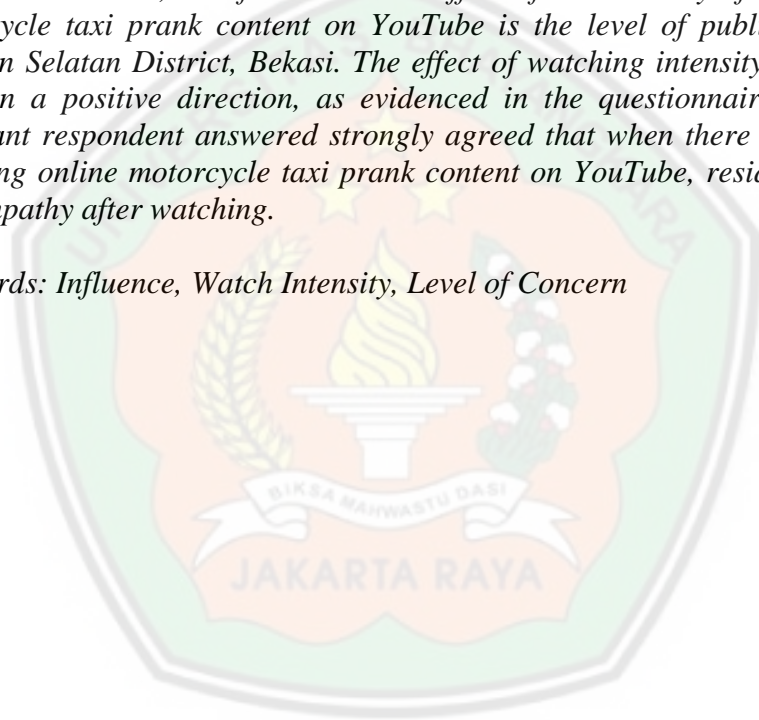 cycle taxi prank content on YouTube is the level of publ
n Selatan District, Bekasi. The effect of watching intensity
n a positive direction, as evidenced in the questionnair
ant respondent answered strongly agreed that when there
ng online motorcycle taxi prank content on YouTube, resi
pathy after watching.
rds: Influence, Watch Intensity, Level of Concern
BIKSA MAHWASTU DASI
JAKARTA RAYA